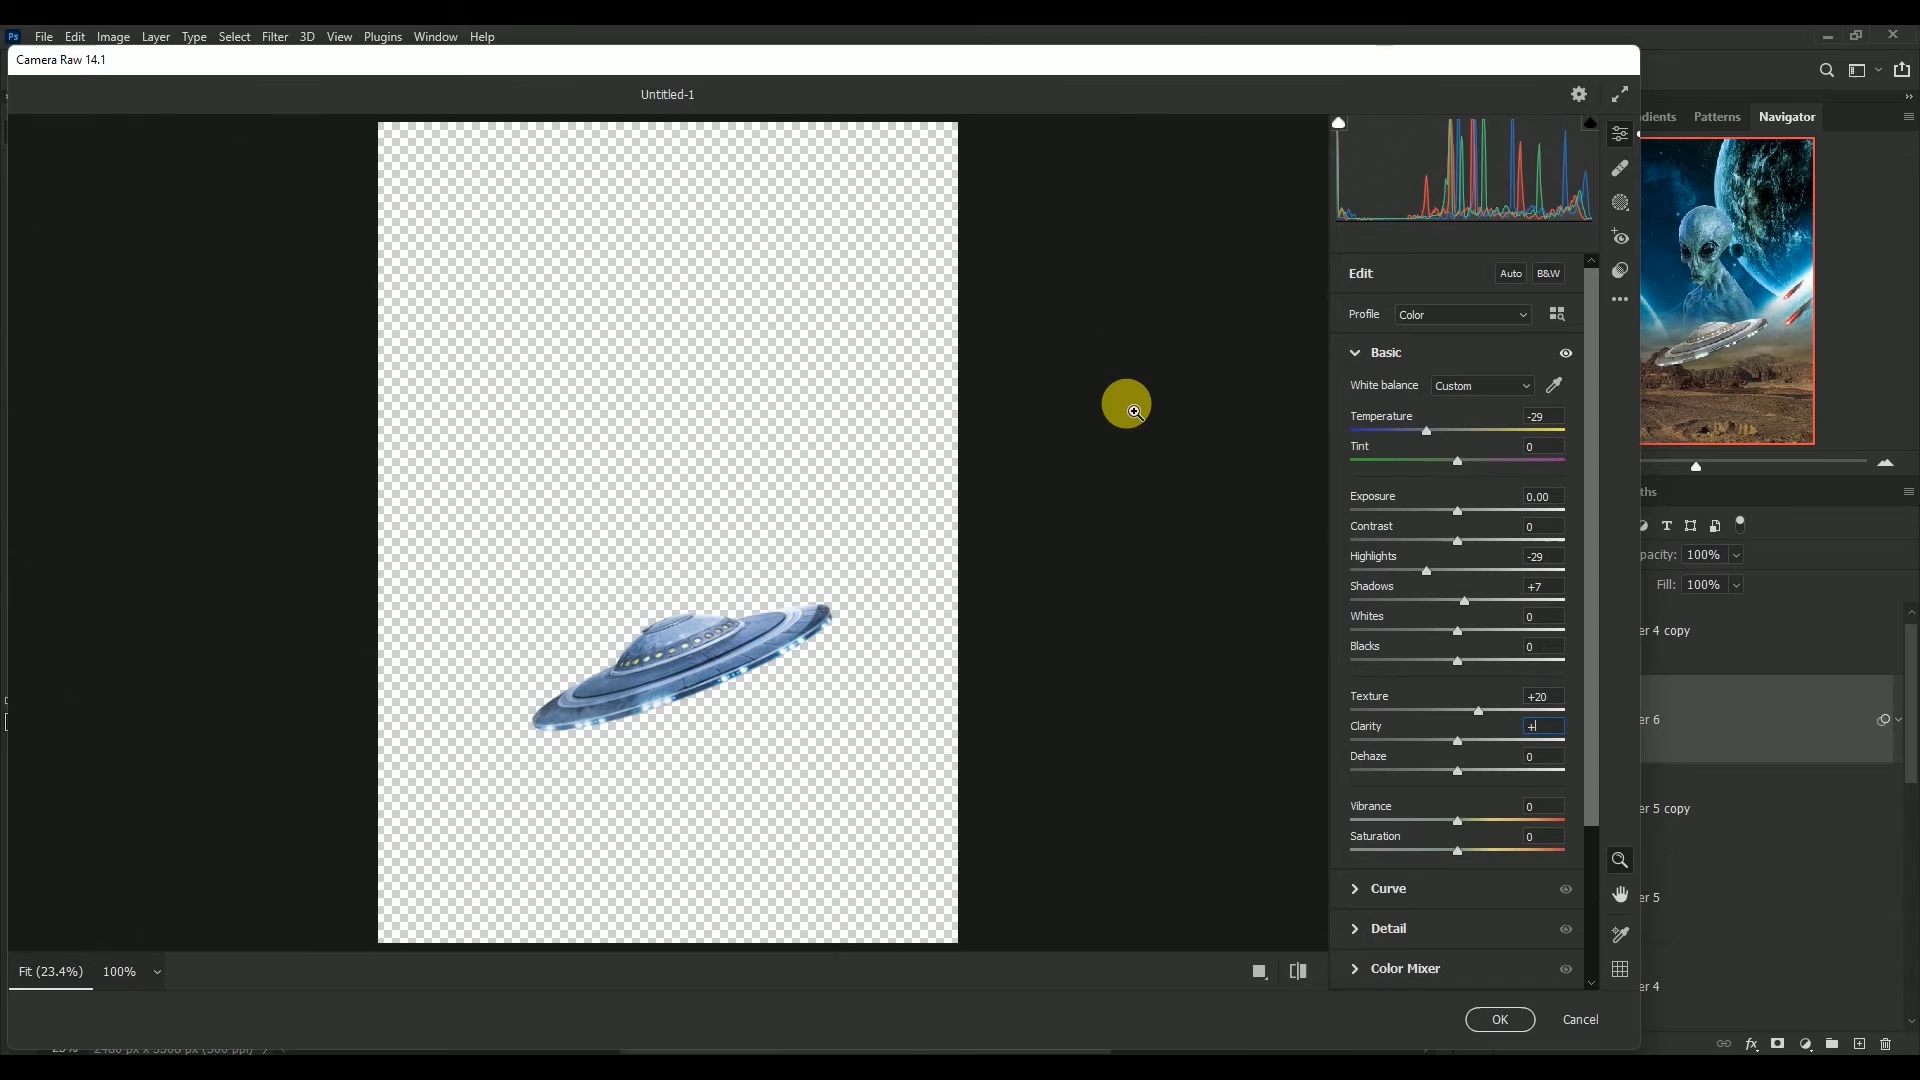 Ps File Edit Image Layer Type Select Filter 3D View Plugins Window Help
Camera Raw 14.1
Untitled-1
dients Patterns Navigator
Edit Auto B&W
Profile Color
Basic
White balance Custom
Temperature -29
Tint 0
Exposure 0.00
Contrast 0
Highlights -29
Shadows +7
Whites 0
Blacks 0
Texture +20
Clarity +
Dehaze 0
Vibrance 0
Saturation 0
Curve
Detail
Color Mixer
Fit (23.4%) 100%
OK Cancel
ths
pacity: 100%
Fill: 100%
er 4 copy
er 6
er 5 copy
er 5
er 4
fx